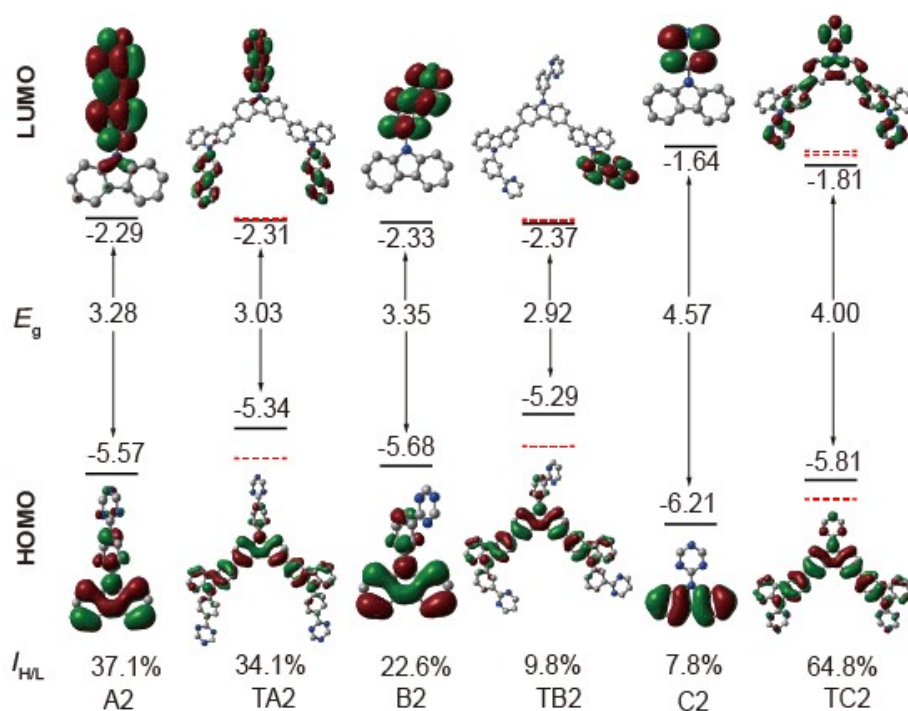 LUMO
-2.29 -2.31 -2.33 -2.37 -1.64 -1.81
Eg 3.28 3.03 3.35 2.92 4.57 4.00
-5.57 -5.34 -5.68 -5.29 -6.21 -5.81
HOMO
IH/L 37.1% 34.1% 22.6% 9.8% 7.8% 64.8%
A2 TA2 B2 TB2 C2 TC2